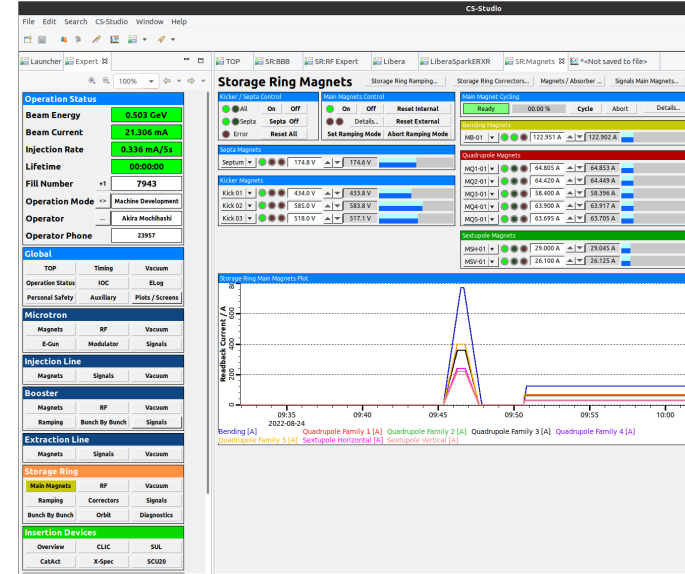 CS-Studio
File Edit Search CS-Studio Window Help
Launcher Expert
100%
TOP SR:BBB SR:RF Expert Libera LiberaSparkERXR SR:Magnets *<Not saved to file>
Operation Status
Beam Energy 0.503 GeV
Beam Current 21.306 mA
Injection Rate 0.336 mA/5s
Lifetime 00:00:00
Fill Number +1 7943
Operation Mode <> Machine Development
Operator ... Akira Mochihashi
Operator Phone 23957
Global
TOP Timing Vacuum
Operation Status IOC ELog
Personal Safety Auxiliary Plots / Screens
Microtron
Magnets RF Vacuum
E-Gun Modulator Signals
Injection Line
Magnets Signals Vacuum
Booster
Magnets RF Vacuum
Ramping Bunch By Bunch Signals
Extraction Line
Magnets Signals Vacuum
Storage Ring
Main Magnets RF Vacuum
Ramping Correctors Signals
Bunch By Bunch Orbit Diagnostics
Insertion Devices
Overview CLIC SUL
CatAct X-Spec SCU20
Storage Ring Magnets Storage Ring Ramping... Storage Ring Correctors... Magnets / Absorber ... Signals Main Magnets...
Kicker / Septa Control
All On Off
Septa Septa Off
Error Reset All
Main Magnets Control
On Off Reset Internal
Details.. Reset External
Set Ramping Mode Abort Ramping Mode
Main Magnet Cycling
Ready 00.00 % Cycle Abort Details..
Septa Magnets
Septum 174.8 V 174.6 V
Kicker Magnets
Kick 01 434.0 V 433.8 V
Kick 02 585.0 V 583.8 V
Kick 03 518.0 V 517.1 V
Bending Magnets
MB-01 122.951 A 122.902 A
Quadrupole Magnets
MQ1-01 64.805 A 64.853 A
MQ2-01 64.420 A 64.449 A
MQ3-01 58.400 A 58.396 A
MQ4-01 63.900 A 63.917 A
MQ5-01 63.695 A 63.705 A
Sextupole Magnets
MSH-01 29.000 A 29.045 A
MSV-01 26.100 A 26.125 A
Storage Ring Main Magnets Plot
Readback Current / A
600
400
200
0
09:35 09:40 09:45 09:50 09:55 10:00
2022-08-24
Bending [A] Quadrupole Family 1 [A] Quadrupole Family 2 [A] Quadrupole Family 3 [A] Quadrupole Family 4 [A]
Quadrupole Family 5 [A] Sextupole Horizontal [A] Sextupole Vertical [A]